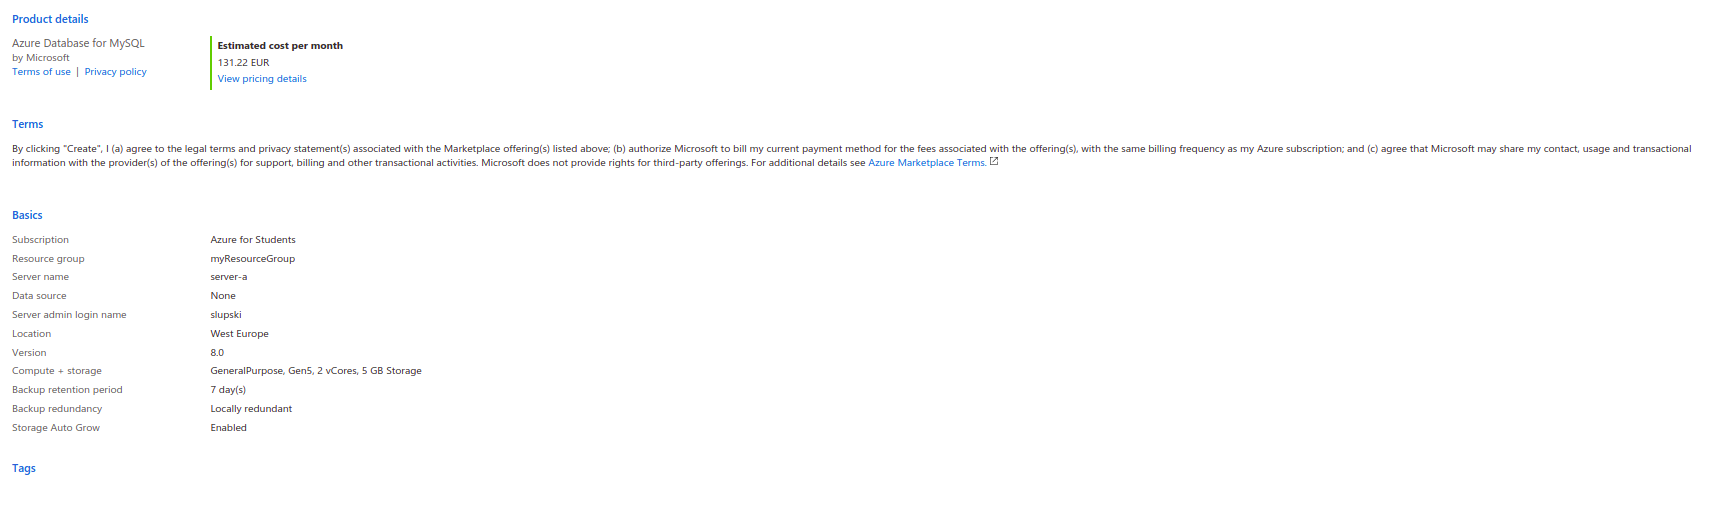 Product details
Azure Database for MySQL
by Microsoft
Terms of use | Privacy policy
Estimated cost per month
131.22 EUR
View pricing details
Terms
By clicking "Create", I (a) agree to the legal terms and privacy statement(s) associated with the Marketplace offering(s) listed above; (b) authorize Microsoft to bill my current payment method for the fees associated with the offering(s), with the same billing frequency as my Azure subscription; and (c) agree that Microsoft may share my contact, usage and transactional
information with the provider(s) of the offering(s) for support, billing and other transactional activities. Microsoft does not provide rights for third-party offerings. For additional details see Azure Marketplace Terms.
Basics
Subscription Azure for Students
Resource group myResourceGroup
Server name server-a
Data source None
Server admin login name slupski
Location West Europe
Version 8.0
Compute + storage GeneralPurpose, Gen5, 2 vCores, 5 GB Storage
Backup retention period 7 day(s)
Backup redundancy Locally redundant
Storage Auto Grow Enabled
Tags